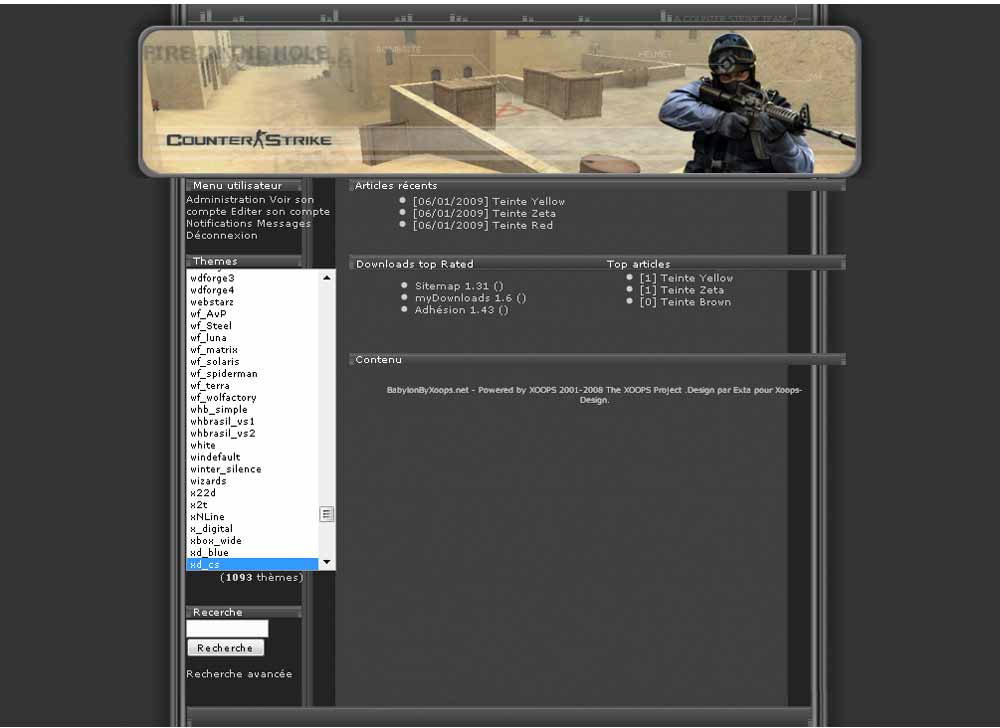 A COUNTER STRIKE TEAM
FIRE IN THE HOLE
BOMBSITE
HELMET
COUNTER STRIKE
Menu utilisateur
Administration Voir son
compte Editer son compte
Notifications Messages
Déconnexion
Themes
wdforge3
wdforge4
webstarz
wf_AvP
wf_Steel
wf_luna
wf_matrix
wf_solaris
wf_spiderman
wf_terra
wf_wolfactory
whb_simple
whbrasil_vs1
whbrasil_vs2
white
windefault
winter_silence
wizards
x22d
x2t
xNLine
x_digital
xbox_wide
xd_blue
xd_cs
(1093 thèmes)
Recerche
Recherche
Recherche avancée
Articles récents
[06/01/2009] Teinte Yellow
[06/01/2009] Teinte Zeta
[06/01/2009] Teinte Red
Downloads top Rated
Sitemap 1.31 ()
myDownloads 1.6 ()
Adhésion 1.43 ()
Top articles
[1] Teinte Yellow
[1] Teinte Zeta
[0] Teinte Brown
Contenu
BabylonByXoops.net - Powered by XOOPS 2001-2008 The XOOPS Project .Design par Exta pour Xoops-
Design.